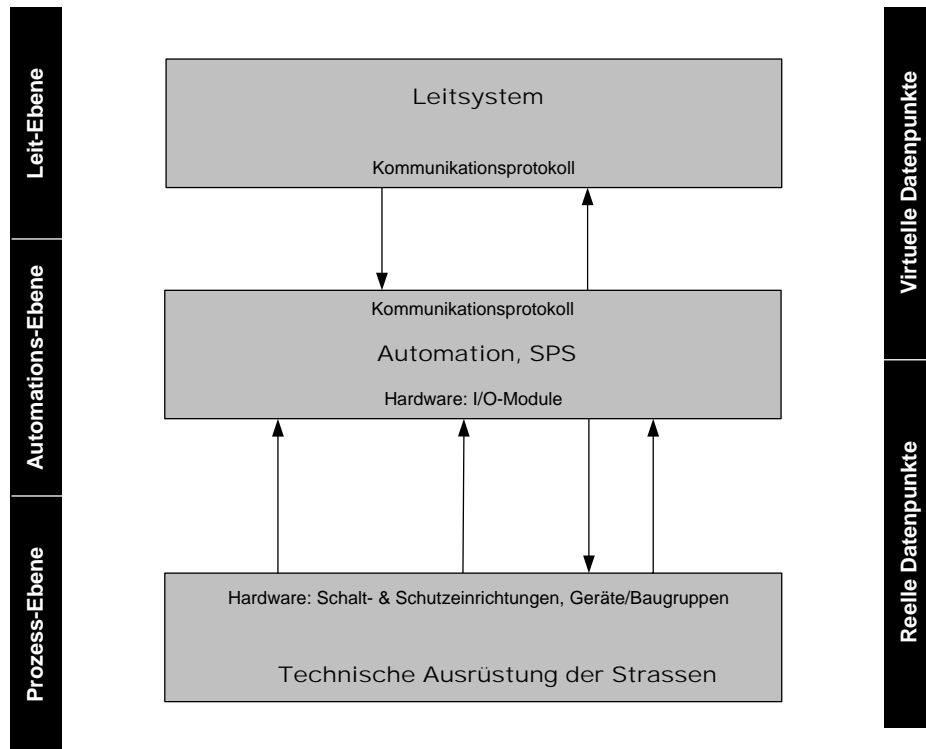 Leit-Ebene
Automations-Ebene
Prozess-Ebene
Leitsystem
Kommunikationsprotokoll
Kommunikationsprotokoll
Automation, SPS
Hardware: I/O-Module
Hardware: Schalt- & Schutzeinrichtungen, Geräte/Baugruppen
Technische Ausrüstung der Strassen
Virtuelle Datenpunkte
Reelle Datenpunkte